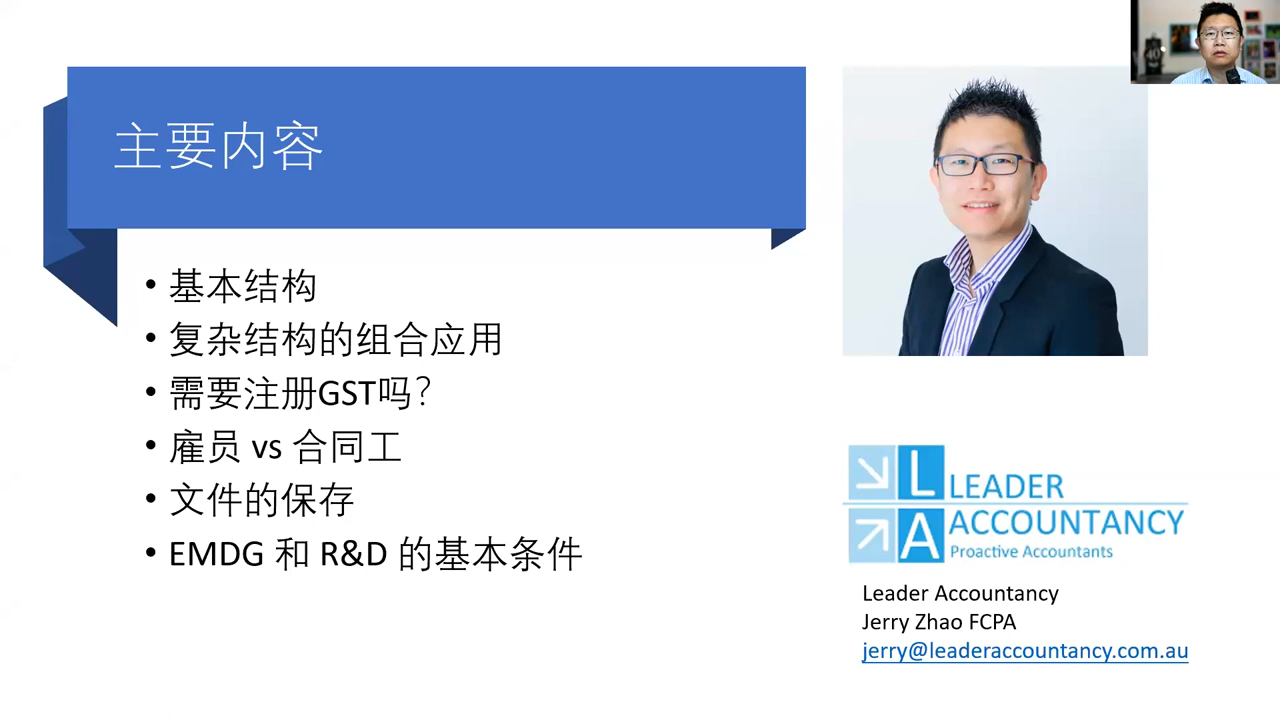 主要内容
• 基本结构
• 复杂结构的组合应用
• 需要注册GST吗？
• 雇员 vs 合同工
• 文件的保存
• EMDG 和 R&D 的基本条件
L LEADER
A ACCOUNTANCY
Proactive Accountants
Leader Accountancy
Jerry Zhao FCPA
jerry@leaderaccountancy.com.au